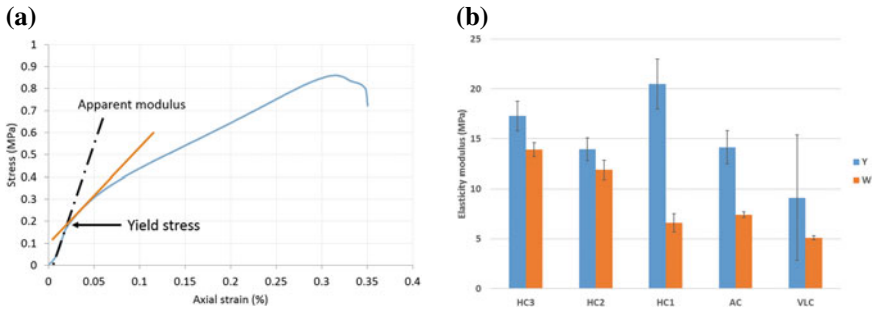 (a)
Stress (MPa)
1
0.9
0.8
0.7
0.6
0.5
0.4
0.3
0.2
0.1
0
Apparent modulus
Yield stress
0 0.05 0.1 0.15 0.2 0.25 0.3 0.35 0.4
Axial strain (%)
(b)
Elasticity modulus (MPa)
25
20
15
10
5
0
HC3 HC2 HC1 AC VLC
Y
W